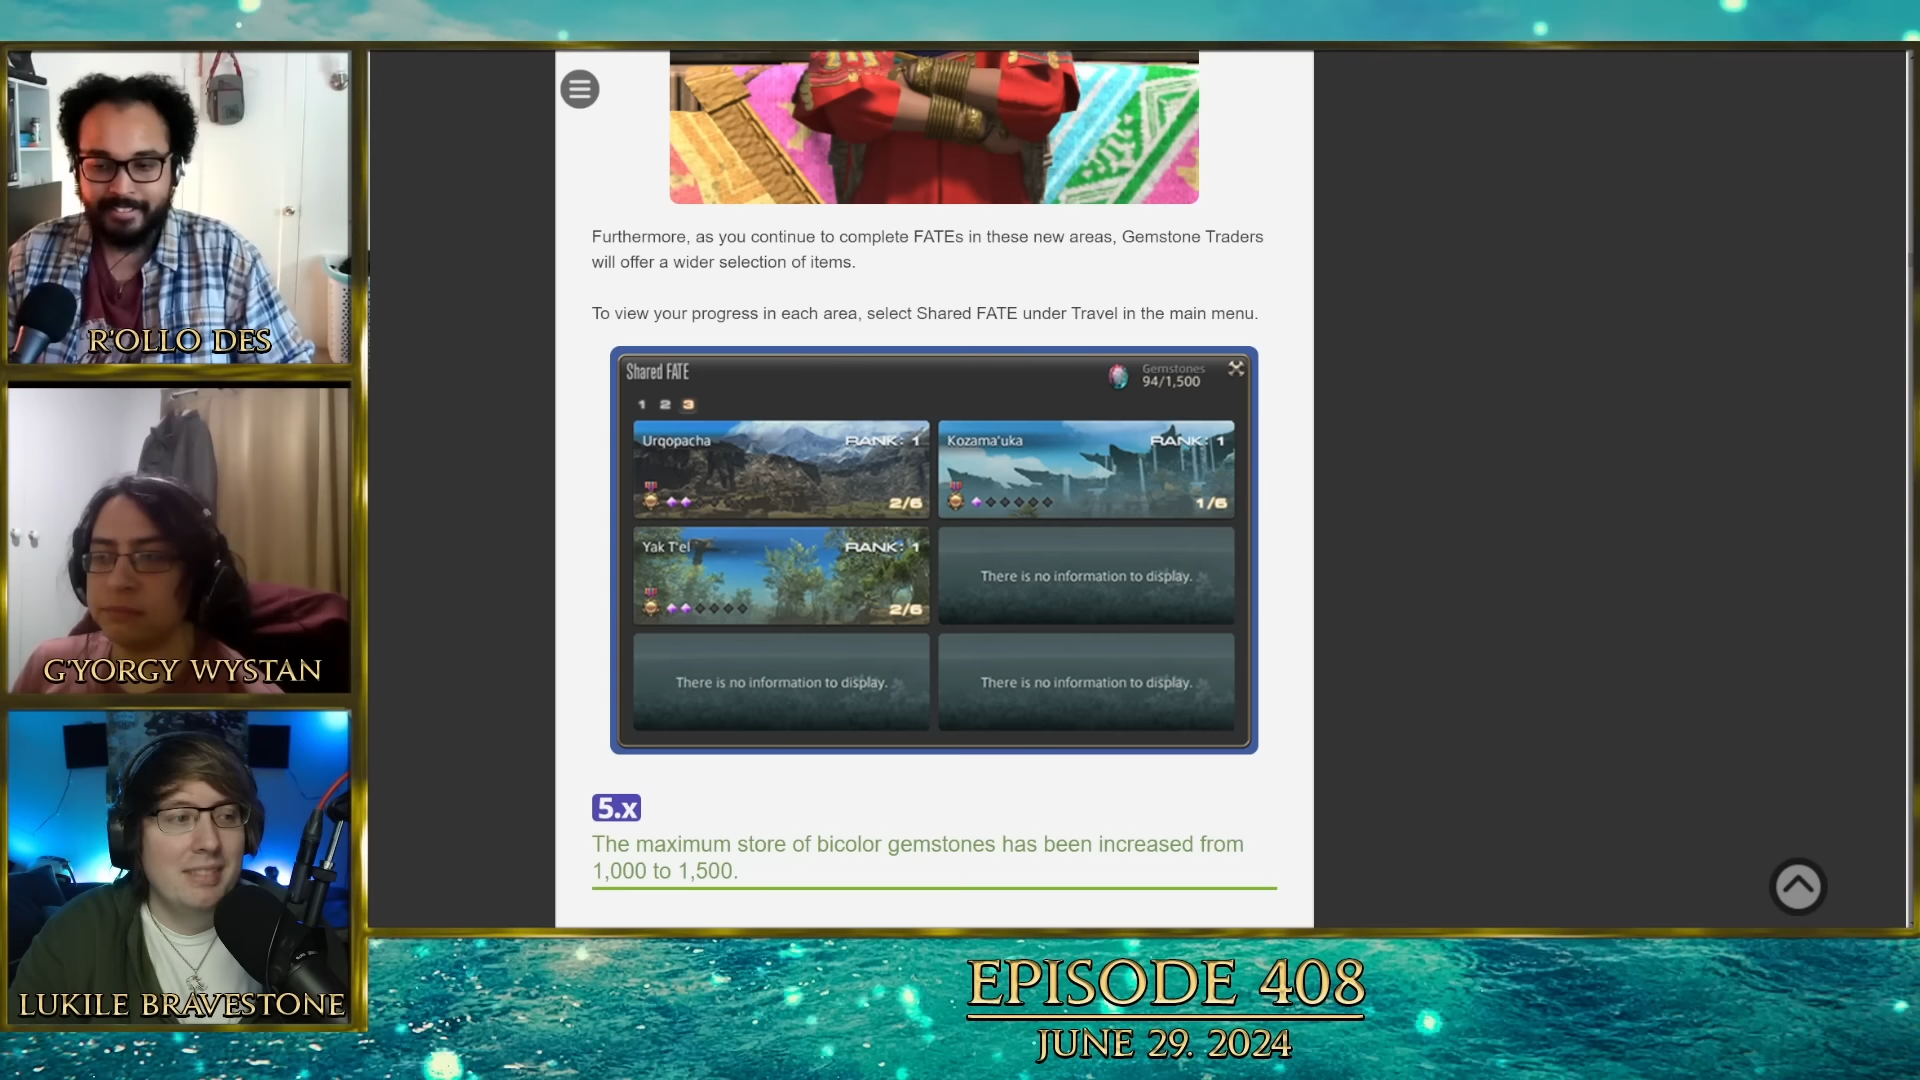 R'OLLO DES
G'YORGY WYSTAN
LUKILE BRAVESTONE
Furthermore, as you continue to complete FATEs in these new areas, Gemstone Traders
will offer a wider selection of items.
To view your progress in each area, select Shared FATE under Travel in the main menu.
Shared FATE
Gemstones
94/1,500
1 2 3
Urqopacha RANK: 1
2/6
Kozama'uka RANK: 1
1/6
Yak T'el RANK: 1
2/6
There is no information to display.
There is no information to display.
There is no information to display.
5.x
The maximum store of bicolor gemstones has been increased from
1,000 to 1,500.
EPISODE 408
JUNE 29. 2024